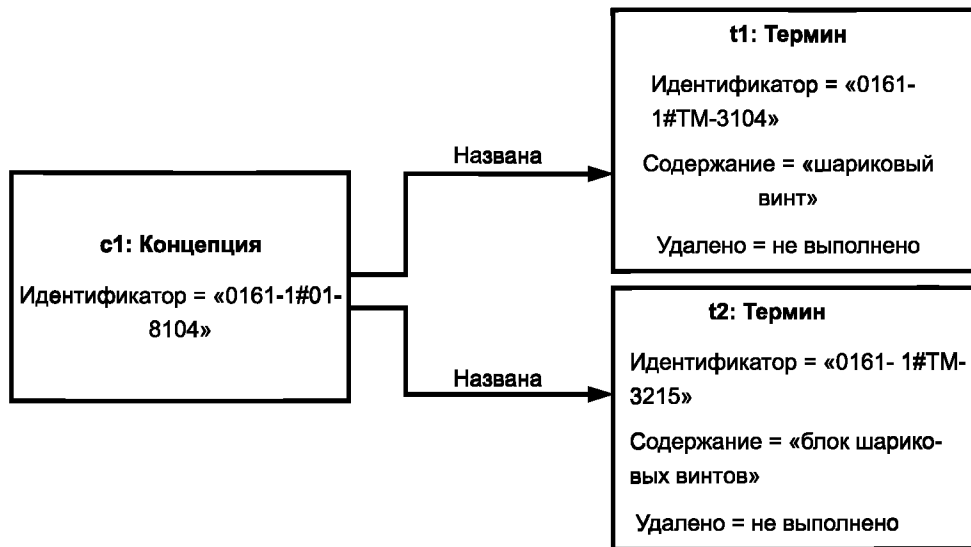 t1: Термин
Идентификатор = «0161-
1#ТМ-3104»
Содержание = «шариковый
винт»
Удалено = не выполнено
Названа
c1: Концепция
Идентификатор = «0161-1#01-
8104»
Названа
t2: Термин
Идентификатор = «0161- 1#ТМ-
3215»
Содержание = «блок шарико-
вых винтов»
Удалено = не выполнено